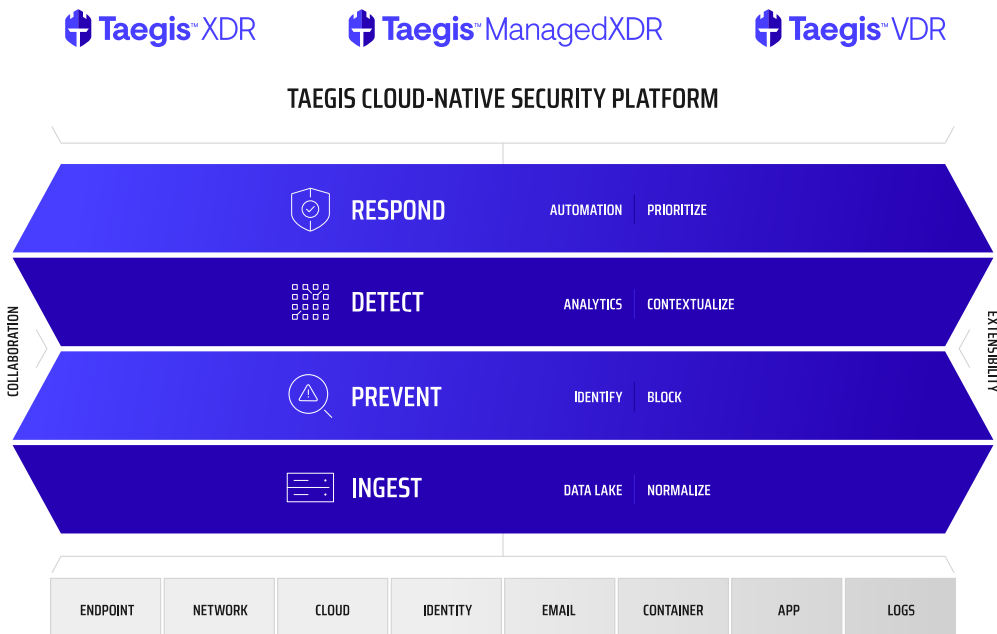 Taegis™ XDR
Taegis™ ManagedXDR
Taegis™ VDR
TAEGIS CLOUD-NATIVE SECURITY PLATFORM
RESPOND
AUTOMATION
PRIORITIZE
DETECT
ANALYTICS
CONTEXTUALIZE
COLLABORATION
EXTENSIBILITY
PREVENT
IDENTIFY
BLOCK
INGEST
DATA LAKE
NORMALIZE
ENDPOINT
NETWORK
CLOUD
IDENTITY
EMAIL
CONTAINER
APP
LOGS